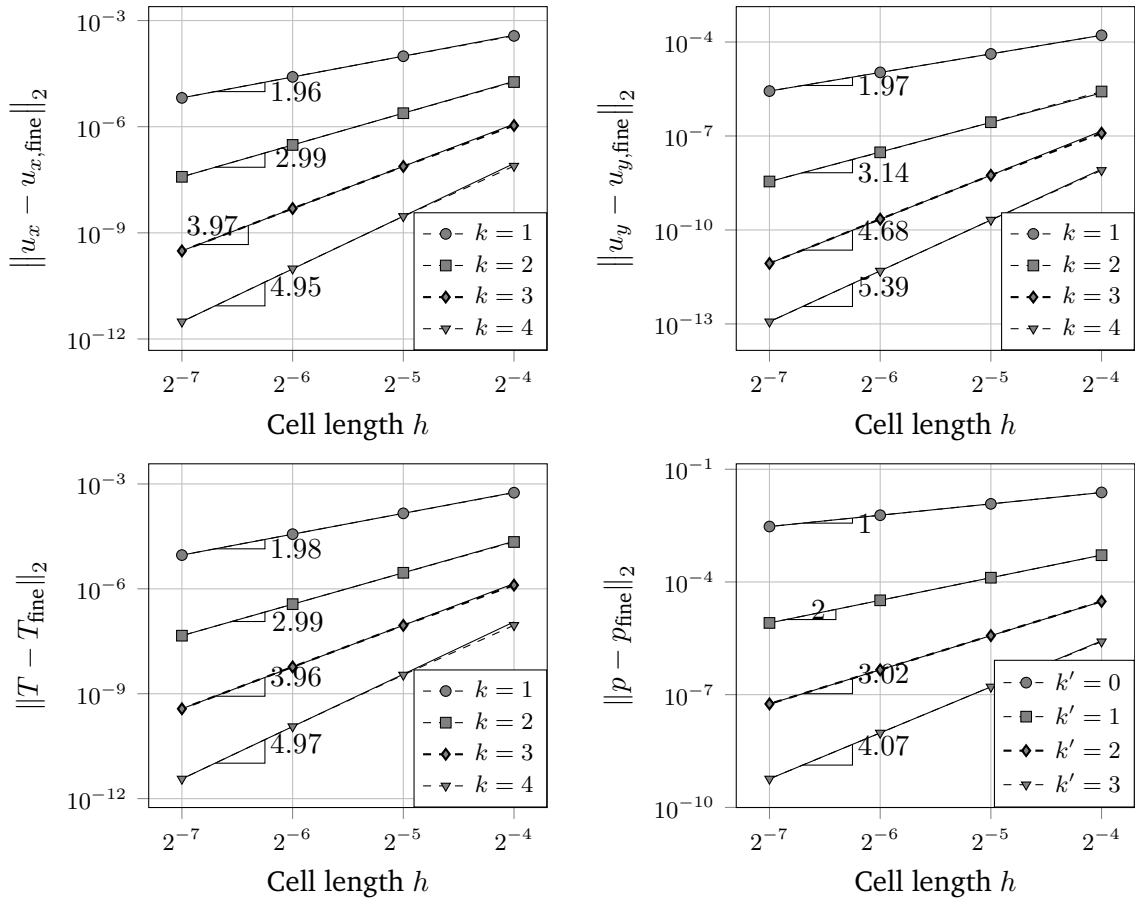 10⁻³
10⁻⁶
10⁻⁹
10⁻¹²
‖u_x − u_{x,fine}‖₂
1.96
2.99
3.97
4.95
k = 1
k = 2
k = 3
k = 4
2⁻⁷ 2⁻⁶ 2⁻⁵ 2⁻⁴
Cell length h
10⁻⁴
10⁻⁷
10⁻¹⁰
10⁻¹³
‖u_y − u_{y,fine}‖₂
1.97
3.14
4.68
5.39
k = 1
k = 2
k = 3
k = 4
2⁻⁷ 2⁻⁶ 2⁻⁵ 2⁻⁴
Cell length h
10⁻³
10⁻⁶
10⁻⁹
10⁻¹²
‖T − T_fine‖₂
1.98
2.99
3.96
4.97
k = 1
k = 2
k = 3
k = 4
2⁻⁷ 2⁻⁶ 2⁻⁵ 2⁻⁴
Cell length h
10⁻¹
10⁻⁴
10⁻⁷
10⁻¹⁰
‖p − p_fine‖₂
1
2
3.02
4.07
k′ = 0
k′ = 1
k′ = 2
k′ = 3
2⁻⁷ 2⁻⁶ 2⁻⁵ 2⁻⁴
Cell length h